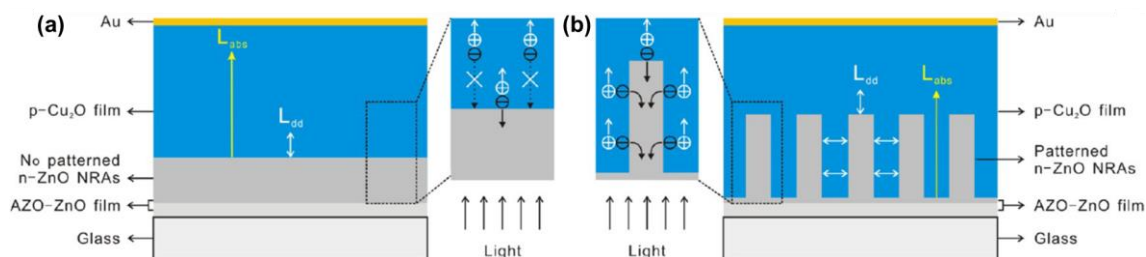 (a)
Au
L_abs
p-Cu₂O film
L_dd
No patterned
n-ZnO NRAs
AZO-ZnO film
Glass
Light
(b)
Au
L_dd
L_abs
p-Cu₂O film
Patterned
n-ZnO NRAs
AZO-ZnO film
Glass
Light